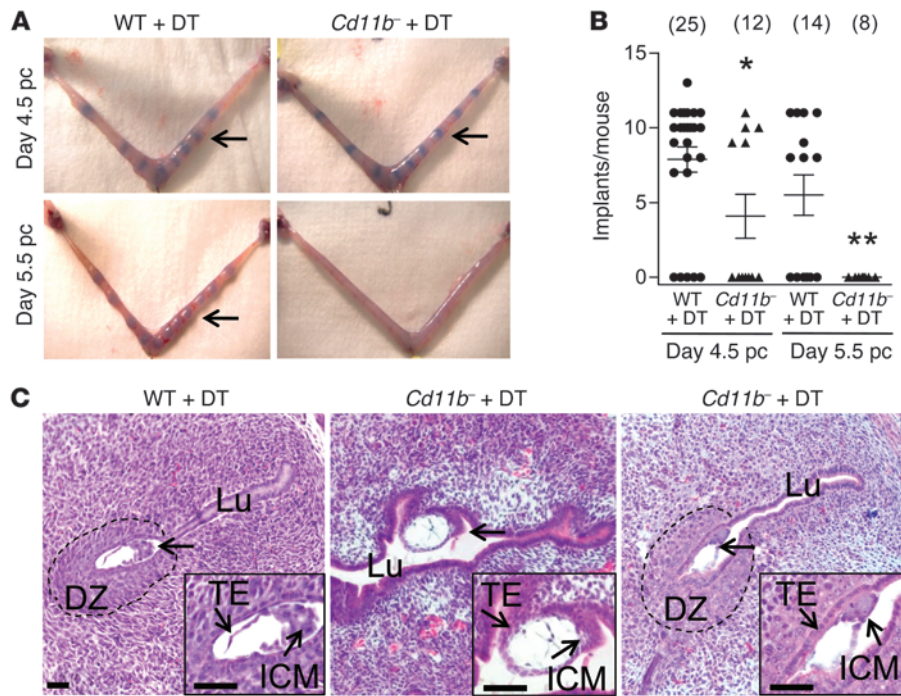 A
WT + DT
Cd11b⁻ + DT
Day 4.5 pc
Day 5.5 pc
B
(25) (12) (14) (8)
Implants/mouse
15
10
5
0
*
**
WT + DT
Cd11b⁻ + DT
WT + DT
Cd11b⁻ + DT
Day 4.5 pc
Day 5.5 pc
C
WT + DT
Cd11b⁻ + DT
Cd11b⁻ + DT
Lu
DZ
TE
ICM
Lu
TE
ICM
Lu
DZ
TE
ICM